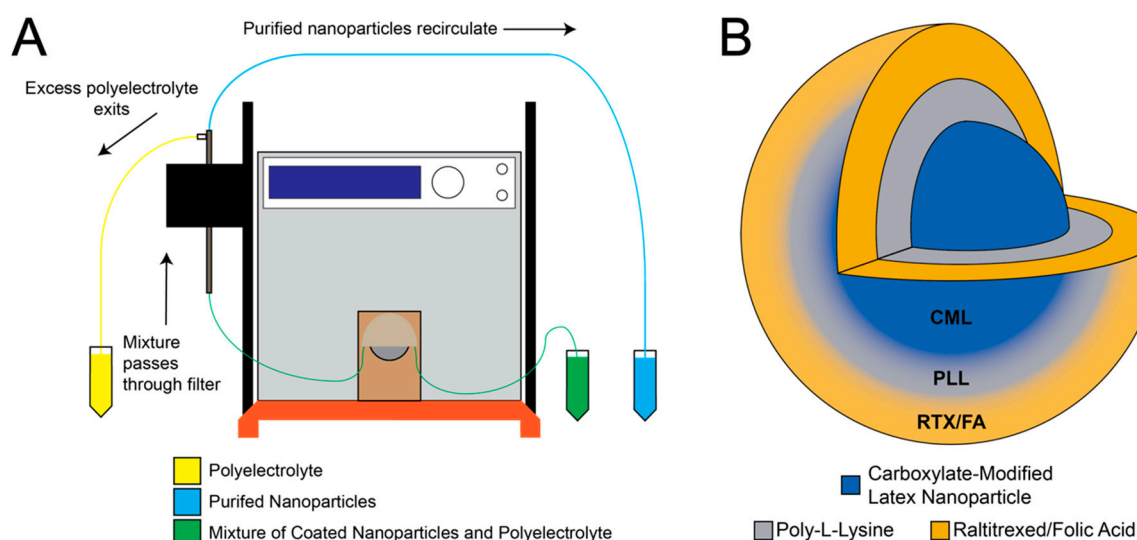 A
Purified nanoparticles recirculate
Excess polyelectrolyte
exits
Mixture
passes
through filter
Polyelectrolyte
Purifed Nanoparticles
Mixture of Coated Nanoparticles and Polyelectrolyte
B
CML
PLL
RTX/FA
Carboxylate-Modified
Latex Nanoparticle
Poly-L-Lysine
Raltitrexed/Folic Acid